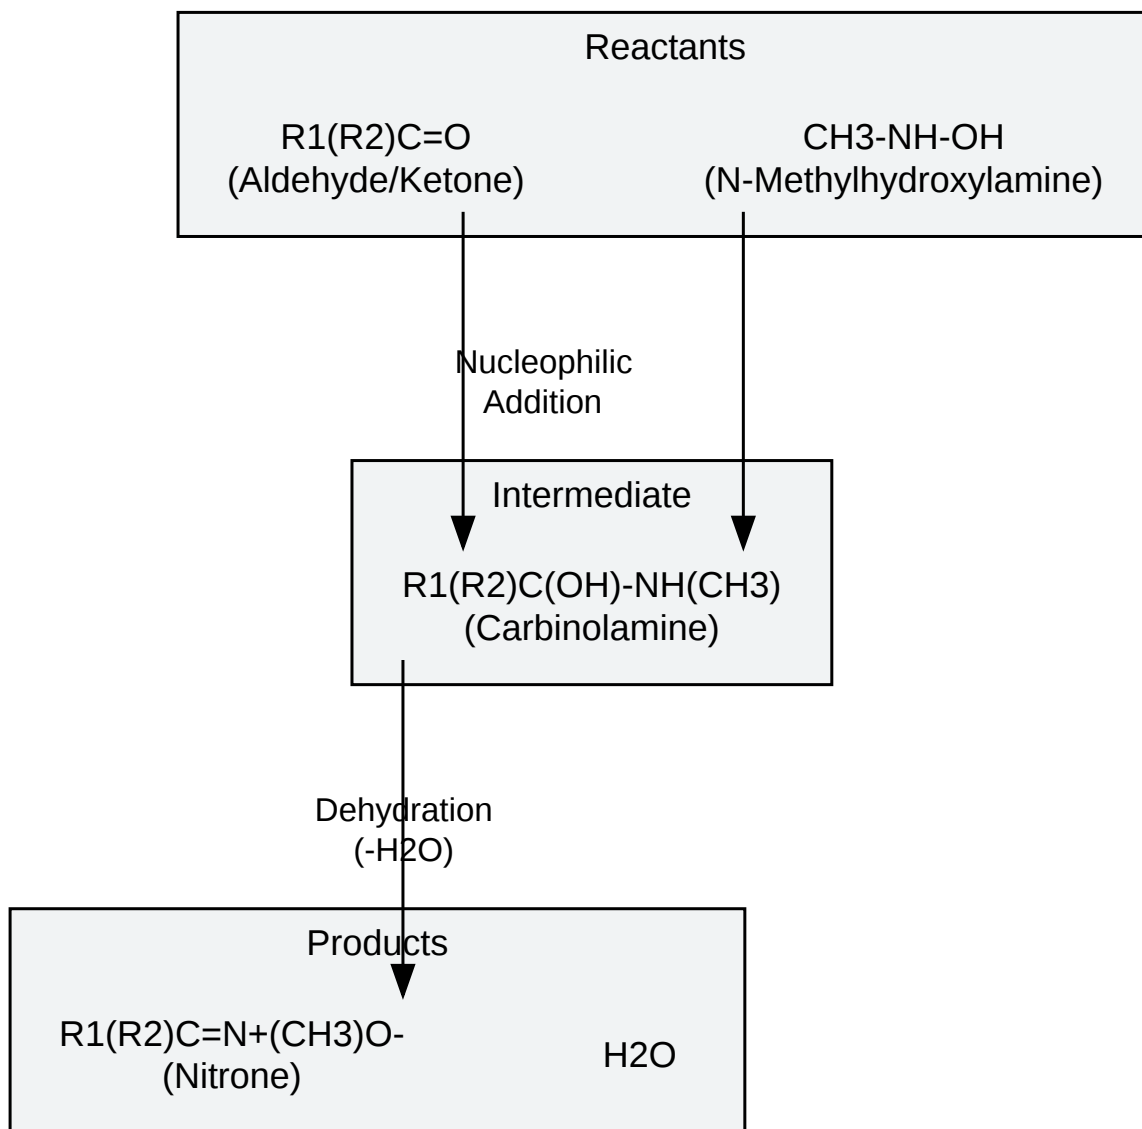 Reactants
R1(R2)C=O
(Aldehyde/Ketone)
CH3-NH-OH
(N-Methylhydroxylamine)
Nucleophilic
Addition
Intermediate
R1(R2)C(OH)-NH(CH3)
(Carbinolamine)
Dehydration
(-H2O)
Products
R1(R2)C=N+(CH3)O-
(Nitrone)
H2O